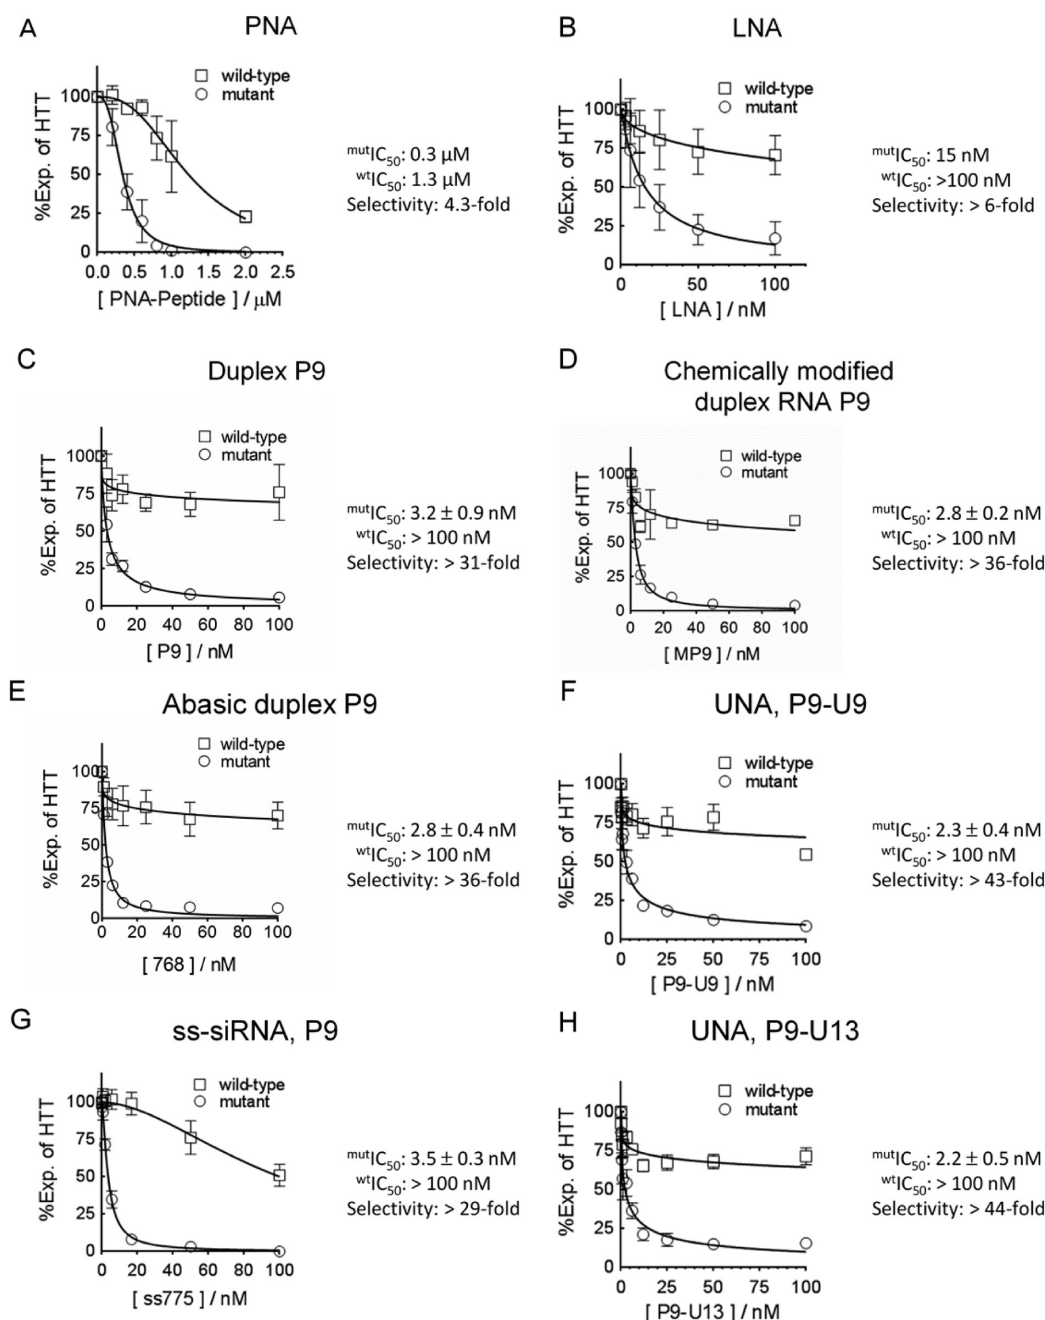 A
PNA
wild-type
mutant
%Exp. of HTT
100
75
50
25
0
0.0 0.5 1.0 1.5 2.0 2.5
[ PNA-Peptide ] / μM
mutIC50: 0.3 μM
wtIC50: 1.3 μM
Selectivity: 4.3-fold
B
LNA
wild-type
mutant
%Exp. of HTT
100
75
50
25
0
0 50 100
[ LNA ] / nM
mutIC50: 15 nM
wtIC50: >100 nM
Selectivity: > 6-fold
C
Duplex P9
wild-type
mutant
%Exp. of HTT
100
75
50
25
0
0 20 40 60 80 100
[ P9 ] / nM
mutIC50: 3.2 ± 0.9 nM
wtIC50: > 100 nM
Selectivity: > 31-fold
D
Chemically modified
duplex RNA P9
wild-type
mutant
%Exp. of HTT
100
75
50
25
0
0 20 40 60 80 100
[ MP9 ] / nM
mutIC50: 2.8 ± 0.2 nM
wtIC50: > 100 nM
Selectivity: > 36-fold
E
Abasic duplex P9
wild-type
mutant
%Exp. of HTT
100
75
50
25
0
0 20 40 60 80 100
[ 768 ] / nM
mutIC50: 2.8 ± 0.4 nM
wtIC50: > 100 nM
Selectivity: > 36-fold
F
UNA, P9-U9
wild-type
mutant
%Exp. of HTT
100
75
50
25
0
0 25 50 75 100
[ P9-U9 ] / nM
mutIC50: 2.3 ± 0.4 nM
wtIC50: > 100 nM
Selectivity: > 43-fold
G
ss-siRNA, P9
wild-type
mutant
%Exp. of HTT
100
75
50
25
0
0 20 40 60 80 100
[ ss775 ] / nM
mutIC50: 3.5 ± 0.3 nM
wtIC50: > 100 nM
Selectivity: > 29-fold
H
UNA, P9-U13
wild-type
mutant
%Exp. of HTT
100
75
50
25
0
0 25 50 75 100
[ P9-U13 ] / nM
mutIC50: 2.2 ± 0.5 nM
wtIC50: > 100 nM
Selectivity: > 44-fold